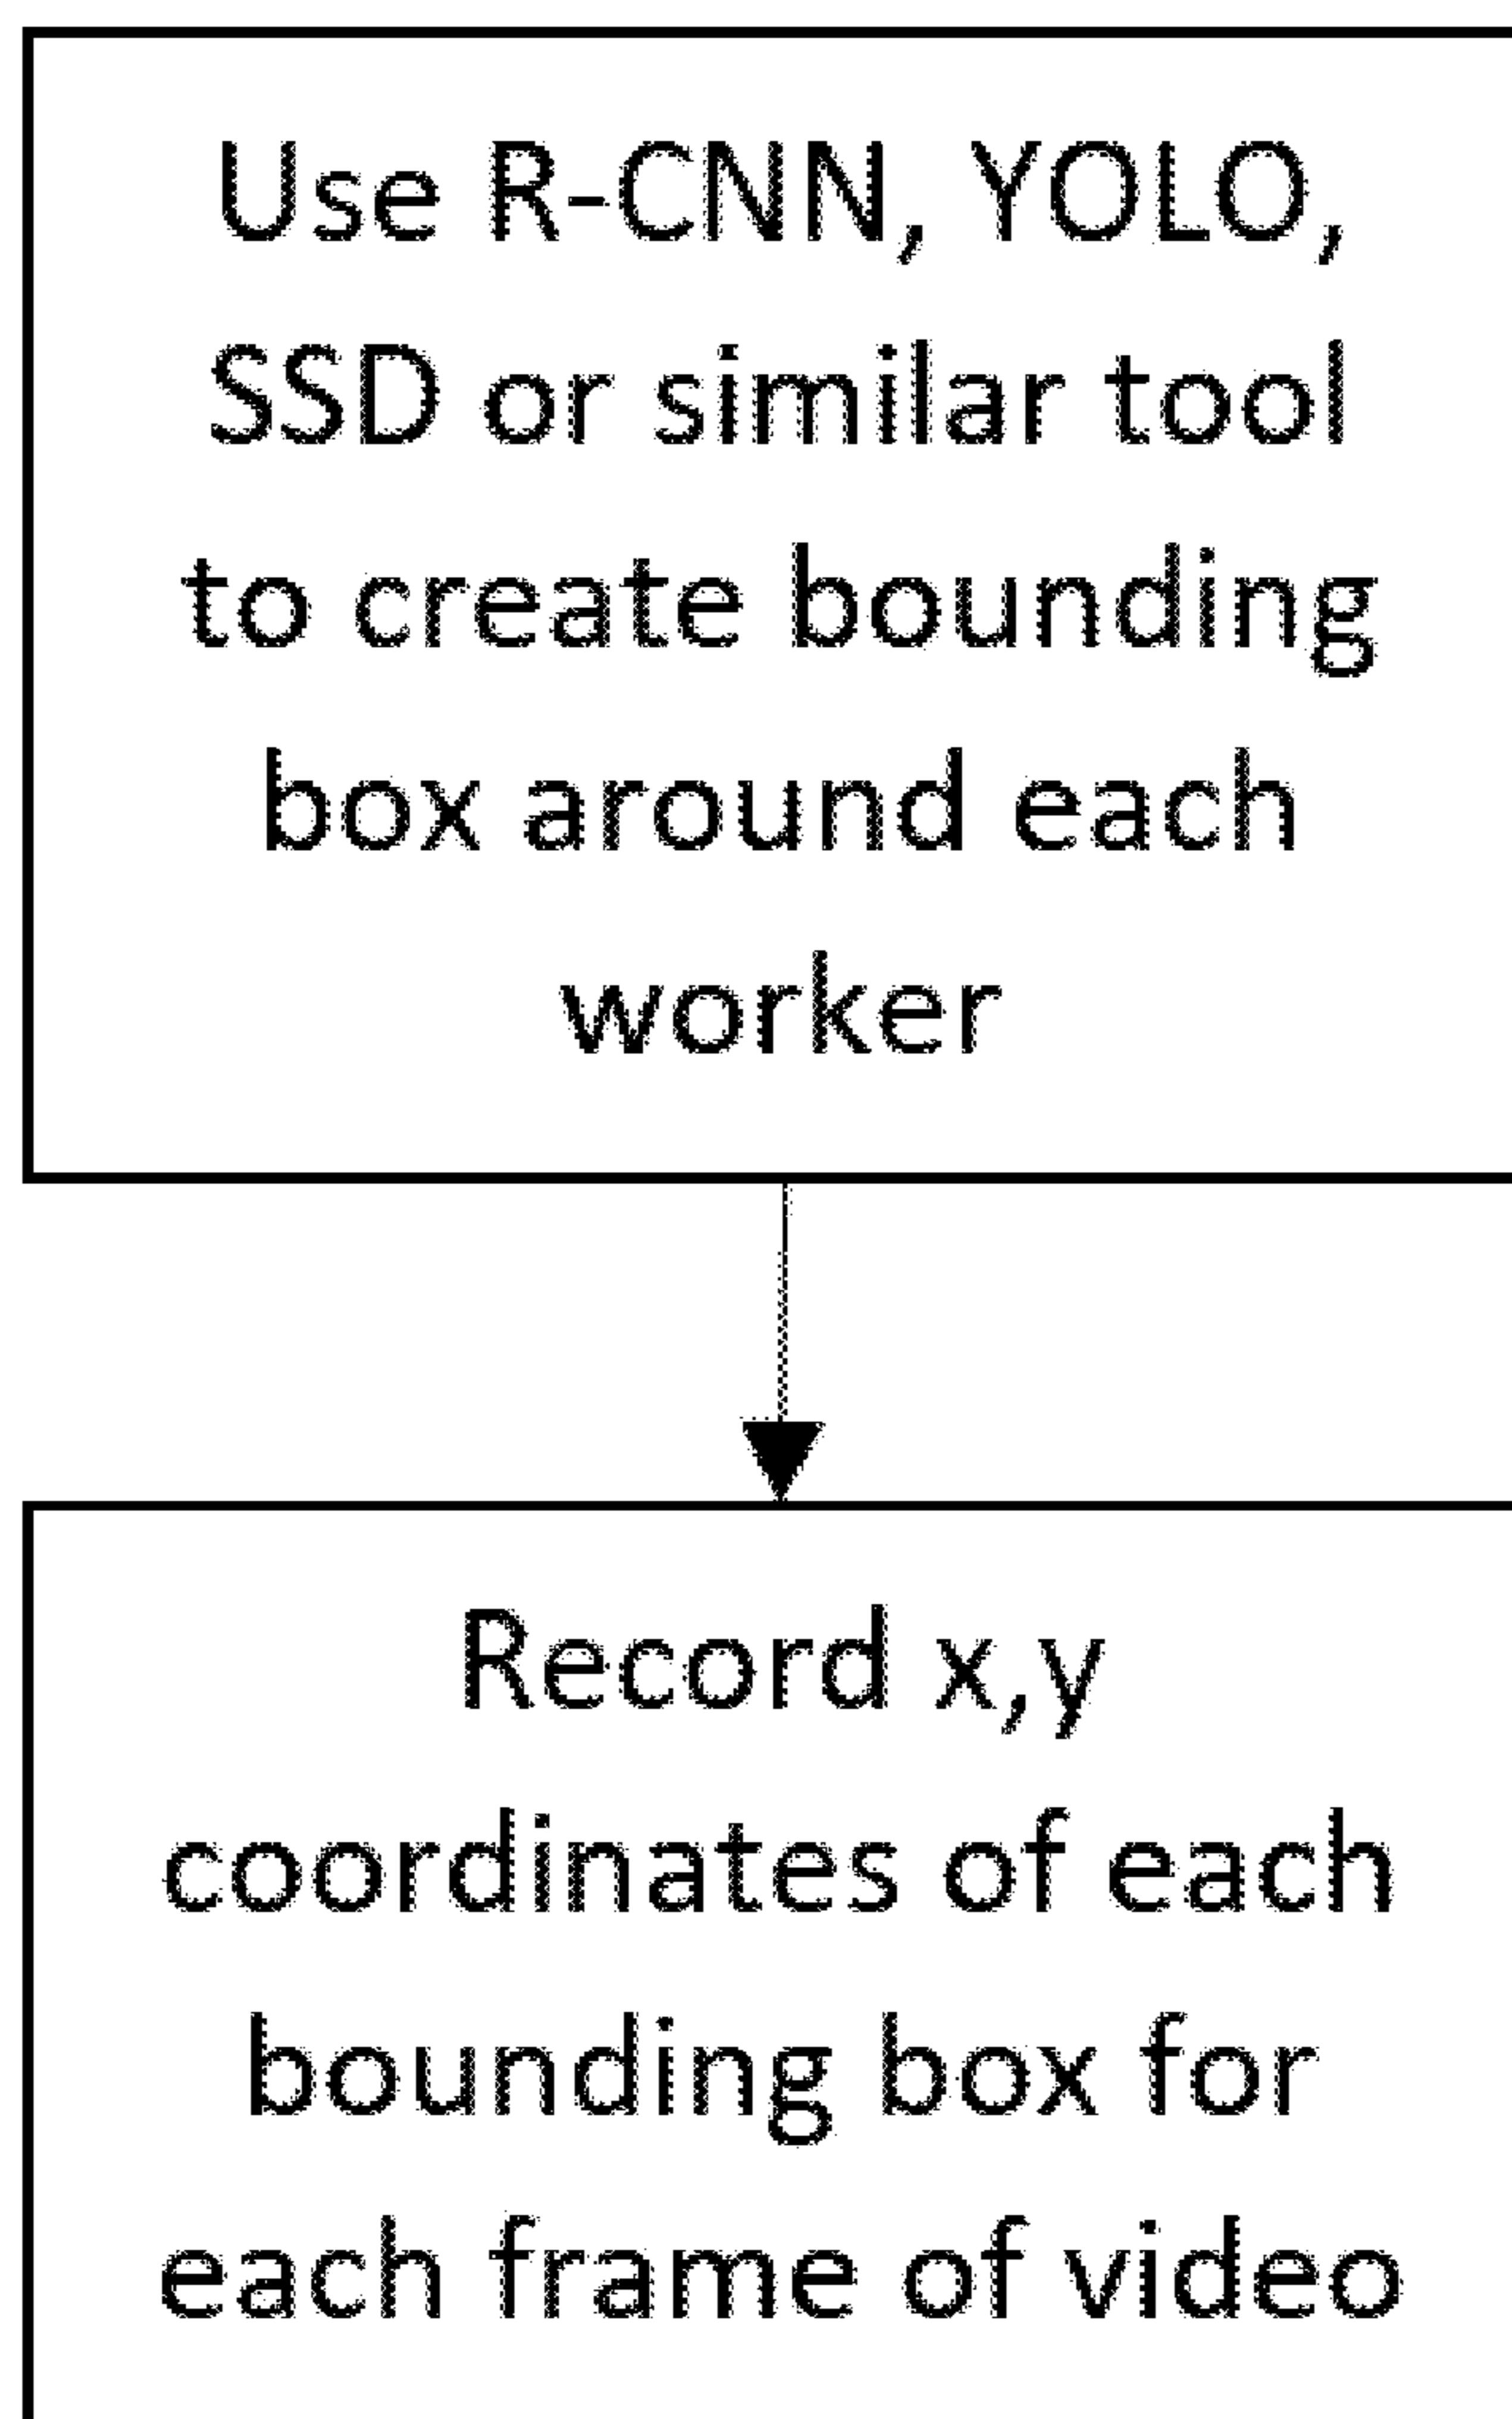 Use R-CNN, YOLO,
SSD or similar tool
to create bounding
box around each
worker
Record x,y
coordinates of each
bounding box for
each frame of video